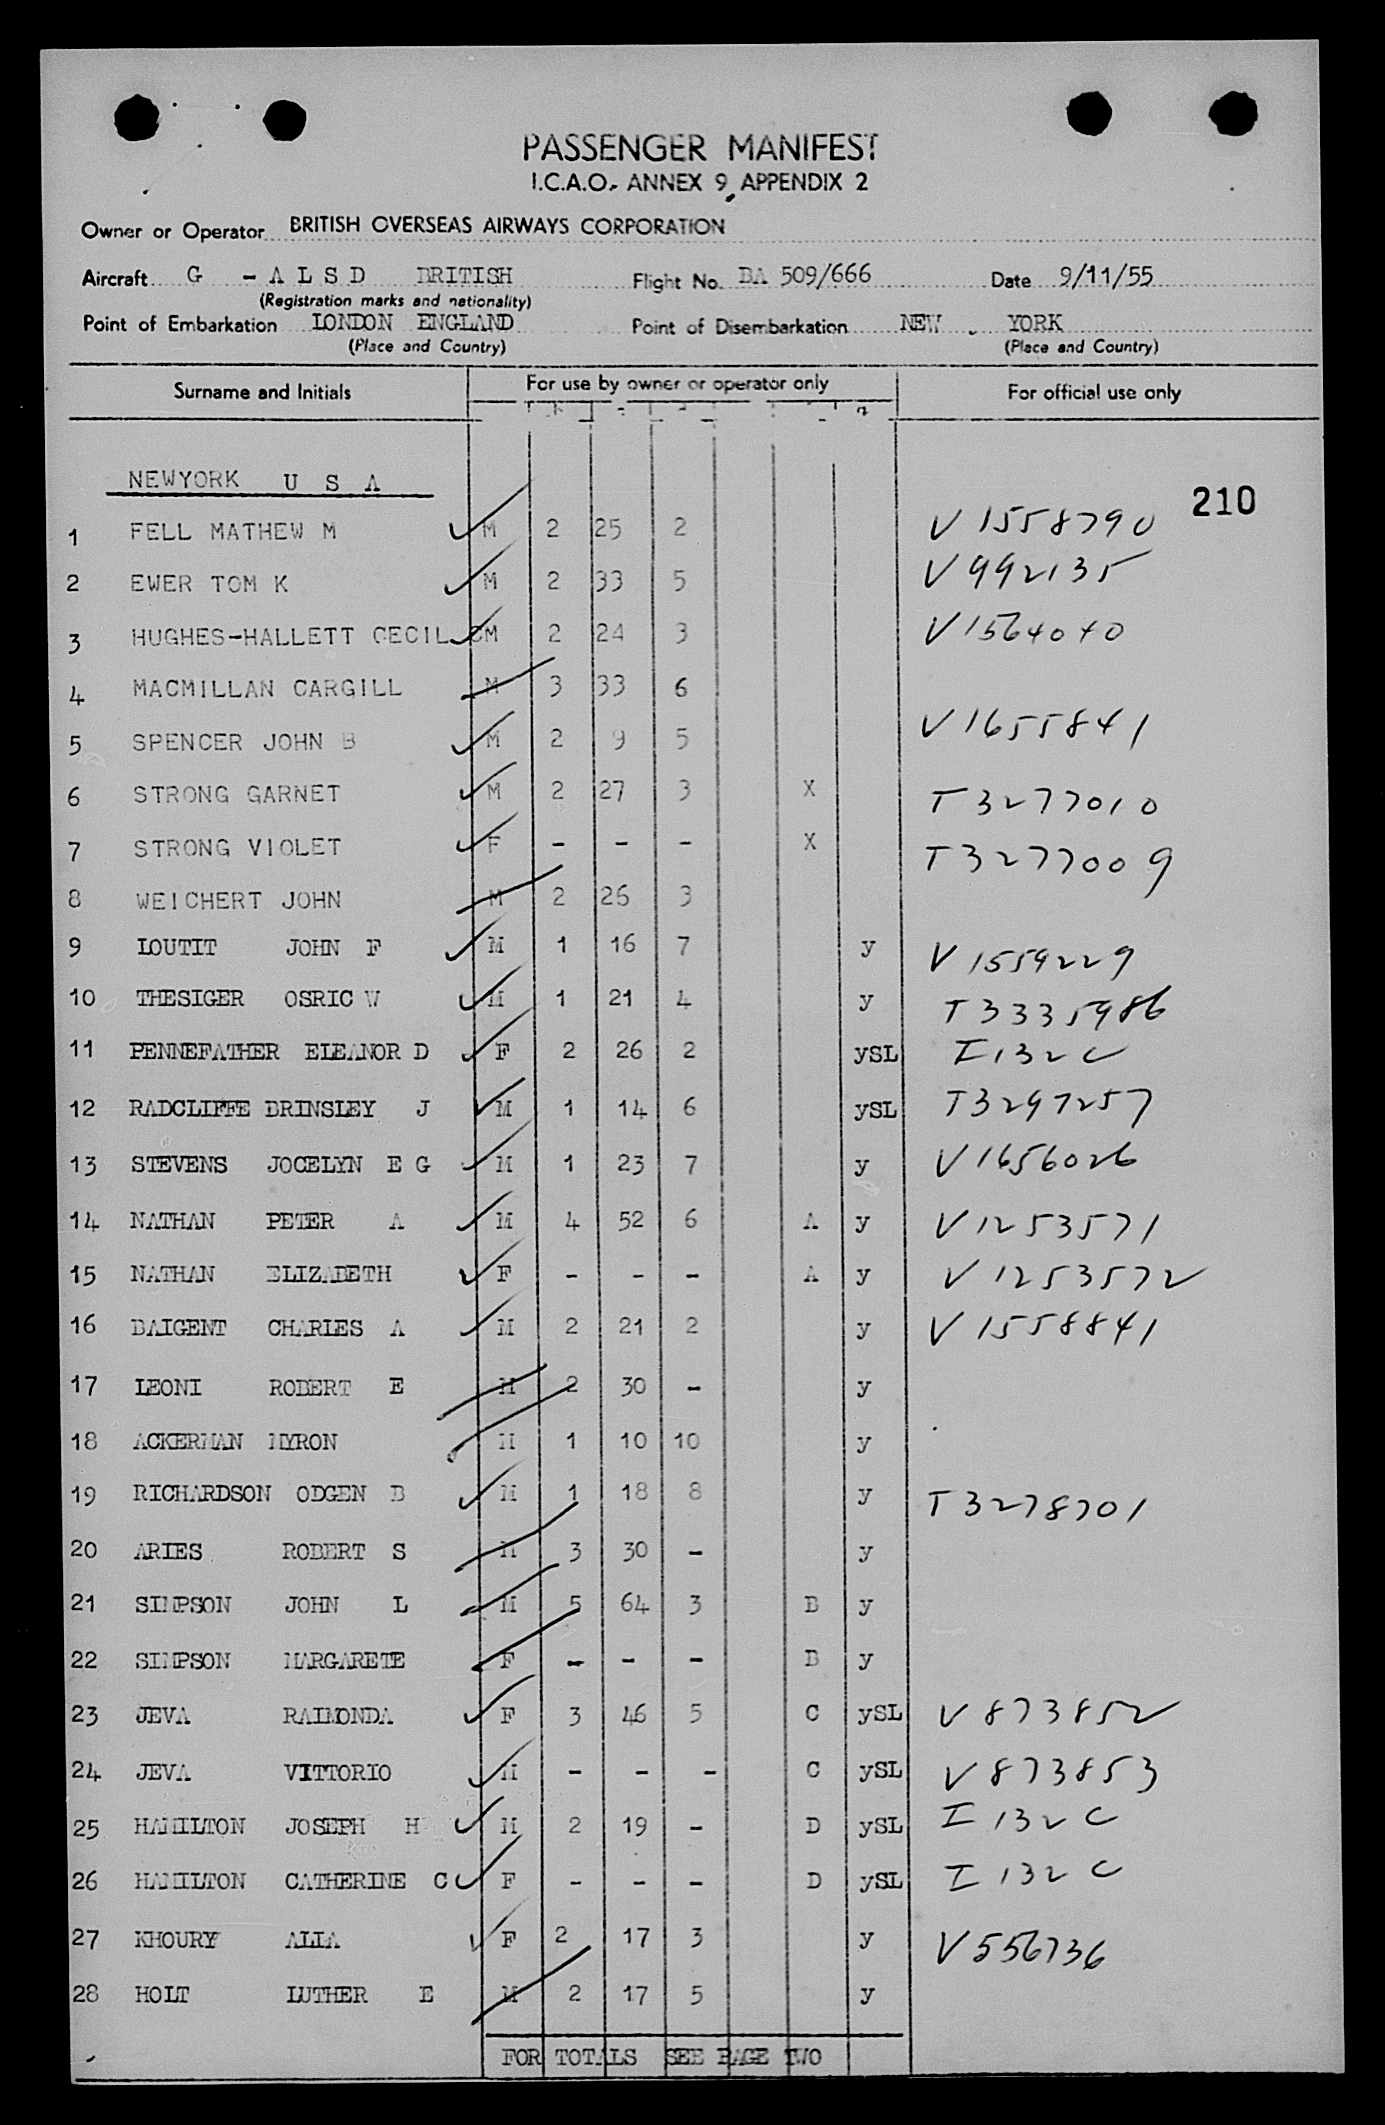 PASSENGER MANIFEST
I.C.A.O. ANNEX 9, APPENDIX 2
Owner or Operator BRITISH OVERSEAS AIRWAYS CORPORATION
Aircraft G - A L S D BRITISH Flight No. BA 509/666 Date 9/11/55
(Registration marks and nationality)
Point of Embarkation LONDON ENGLAND Point of Disembarkation NEW YORK
(Place and Country) (Place and Country)
Surname and Initials For use by owner or operator only For official use only
NEWYORK U S A
210
1 FELL MATHEW M M 2 25 2 V 1558790
2 EWER TOM K M 2 33 5 V 992135
3 HUGHES-HALLETT CECIL CM 2 24 3 V 1564040
4 MACMILLAN CARGILL M 3 33 6
5 SPENCER JOHN B M 2 9 5 V 1655841
6 STRONG GARNET M 2 27 3 X T 3277010
7 STRONG VIOLET F - - - X T 3277009
8 WEICHERT JOHN M 2 26 3
9 LOUTIT JOHN F M 1 16 7 y V 1559229
10 THESIGER OSRIC W M 1 21 4 y T 3335986
11 PENNEFATHER ELEANOR D F 2 26 2 ySL I 132 C
12 RADCLIFFE BRINSLEY J M 1 14 6 ySL T3297257
13 STEVENS JOCELYN E G M 1 23 7 y V 1656026
14 NATHAN PETER A M 4 52 6 A y V 1253571
15 NATHAN ELIZABETH F - - - A y V 1253572
16 BAIGENT CHARLES A M 2 21 2 y V 1558841
17 LEONI ROBERT E M 2 30 - y
18 ACKERMAN MYRON M 1 10 10 y
19 RICHARDSON ODGEN B M 1 18 8 y T 3278701
20 ARIES ROBERT S M 3 30 - y
21 SIMPSON JOHN L M 5 64 3 B y
22 SIMPSON MARGARETE F - - - B y
23 JEVA RAIMONDA F 3 46 5 C ySL V 873852
24 JEVA VITTORIO M - - - C ySL V 873853
25 HAMILTON JOSEPH H M 2 19 - D ySL I 132 C
26 HAMILTON CATHERINE C F - - - D ySL I 132 C
27 KHOURY ALIA F 2 17 3 y V 556736
28 HOLT LUTHER E M 2 17 5 y
FOR TOTALS SEE PAGE TWO